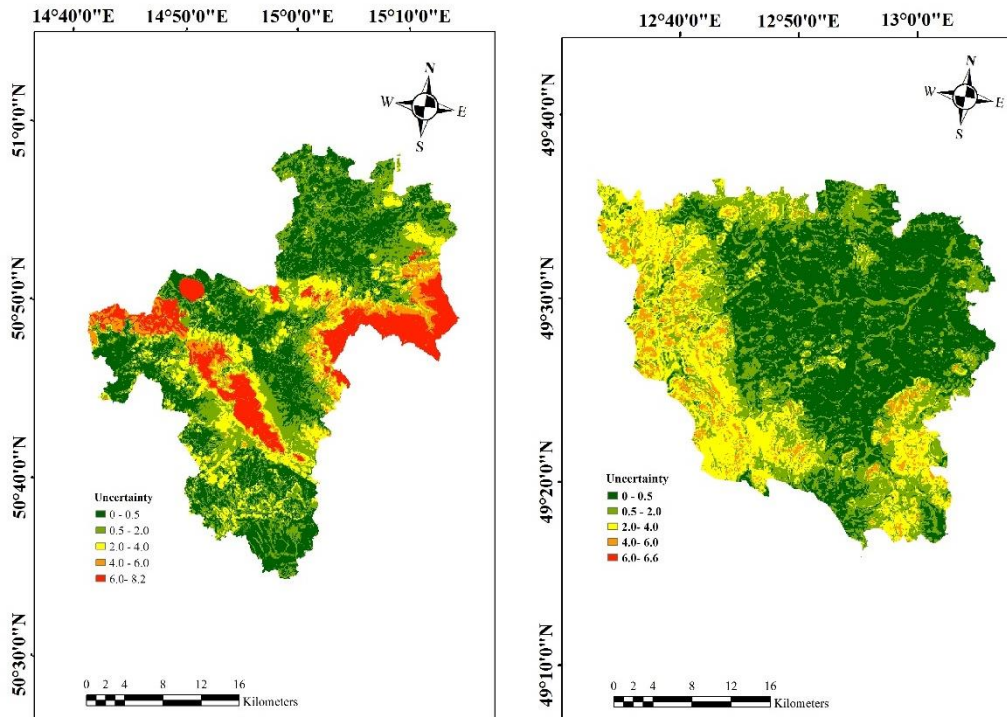 14°40'0"E 14°50'0"E 15°0'0"E 15°10'0"E
N
W E
S
51°0'0"N
50°50'0"N
50°40'0"N
50°30'0"N
Uncertainty
0 - 0.5
0.5 - 2.0
2.0 - 4.0
4.0 - 6.0
6.0- 8.2
0 2 4 8 12 16
Kilometers
12°40'0"E 12°50'0"E 13°0'0"E
N
W E
S
49°40'0"N
49°30'0"N
49°20'0"N
49°10'0"N
Uncertainty
0 - 0.5
0.5 - 2.0
2.0 - 4.0
4.0 - 6.0
6.0 - 6.6
0 2 4 8 12 16
Kilometers